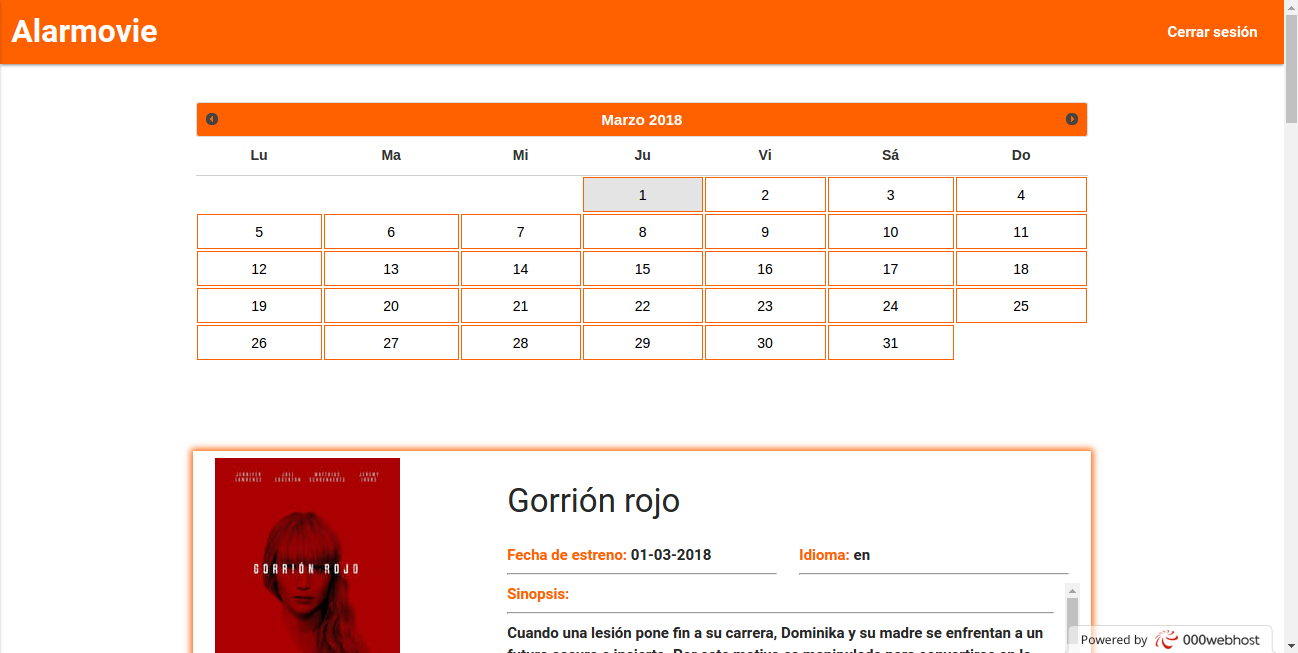 Alarmovie
Cerrar sesión
Marzo 2018
Lu Ma Mi Ju Vi Sá Do
1 2 3 4
5 6 7 8 9 10 11
12 13 14 15 16 17 18
19 20 21 22 23 24 25
26 27 28 29 30 31
JENNIFER LAWRENCE JOEL EDGERTON MATTHIAS SCHOENAERTS JEREMY IRONS
GORRIÓN ROJO
Gorrión rojo
Fecha de estreno: 01-03-2018
Idioma: en
Sinopsis:
Cuando una lesión pone fin a su carrera, Dominika y su madre se enfrentan a un
Powered by 000webhost